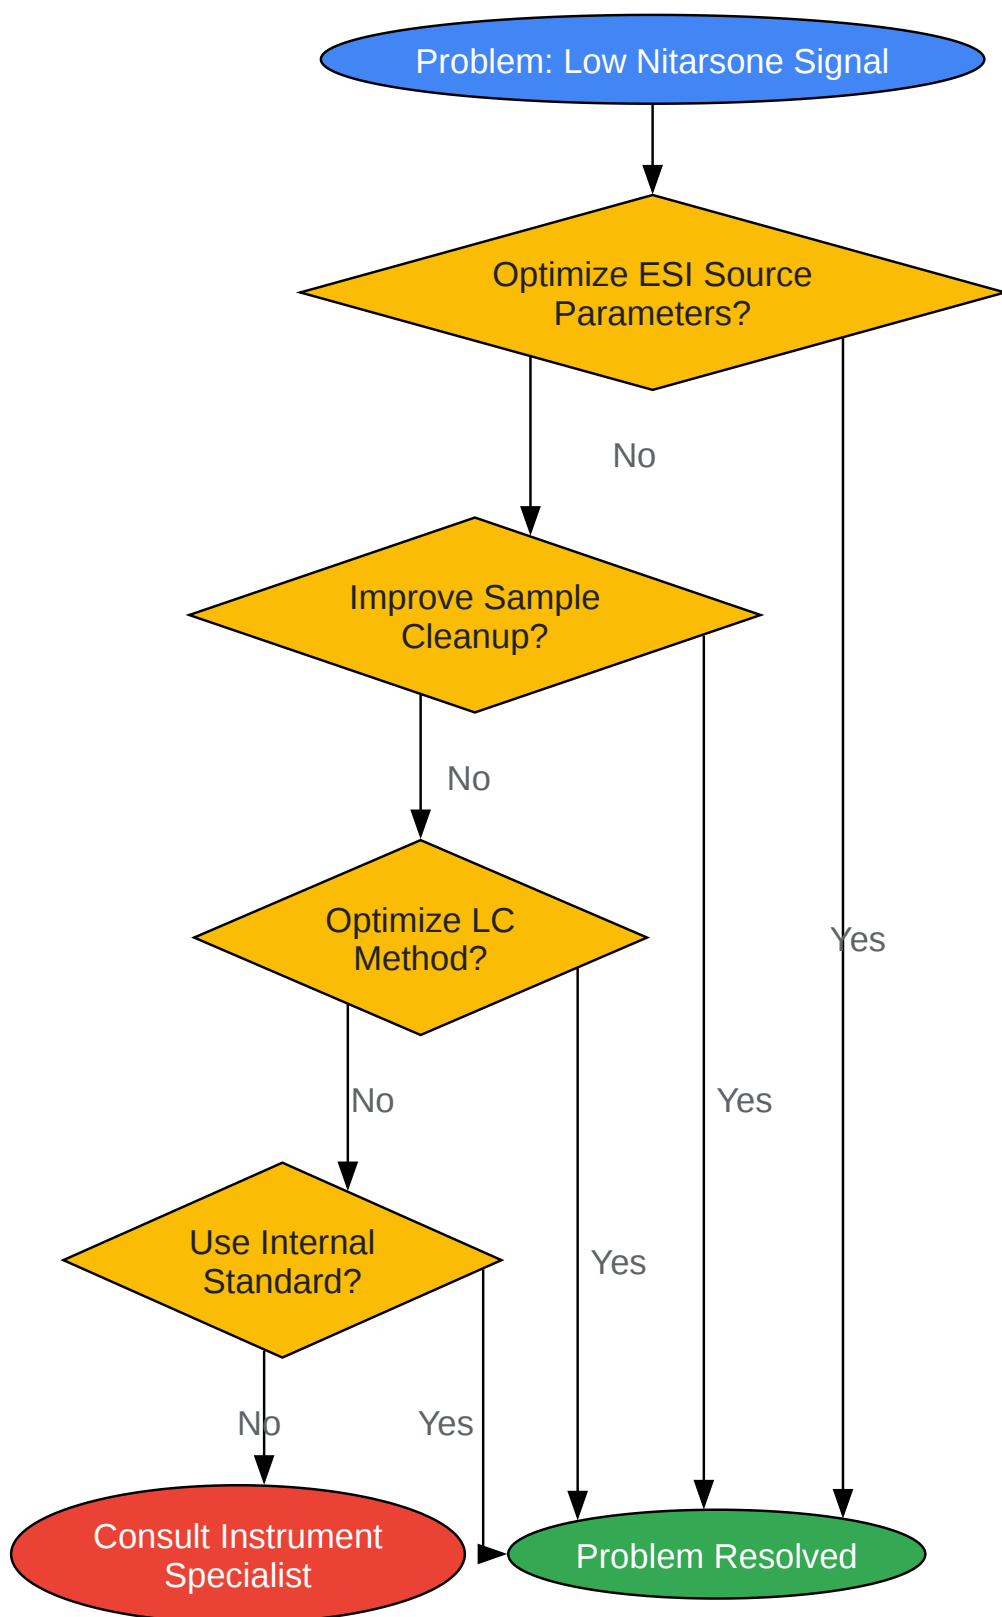 Problem: Low Nitarsone Signal
Optimize ESI Source
Parameters?
No
Improve Sample
Cleanup?
No
Optimize LC
Method?
Yes
No
Yes
Use Internal
Standard?
Yes
No
Yes
Consult Instrument
Specialist
Problem Resolved